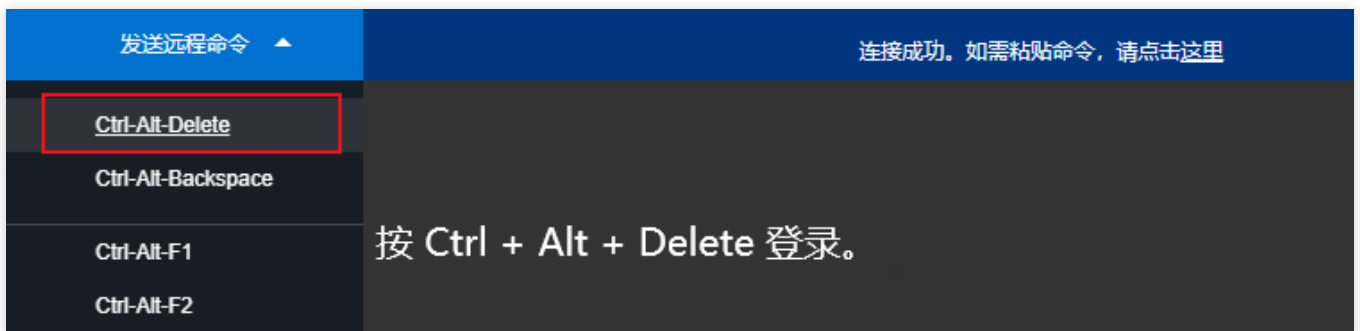 发送远程命令
连接成功。如需粘贴命令，请点击这里
Ctrl-Alt-Delete
Ctrl-Alt-Backspace
按 Ctrl + Alt + Delete 登录。
Ctrl-Alt-F1
Ctrl-Alt-F2